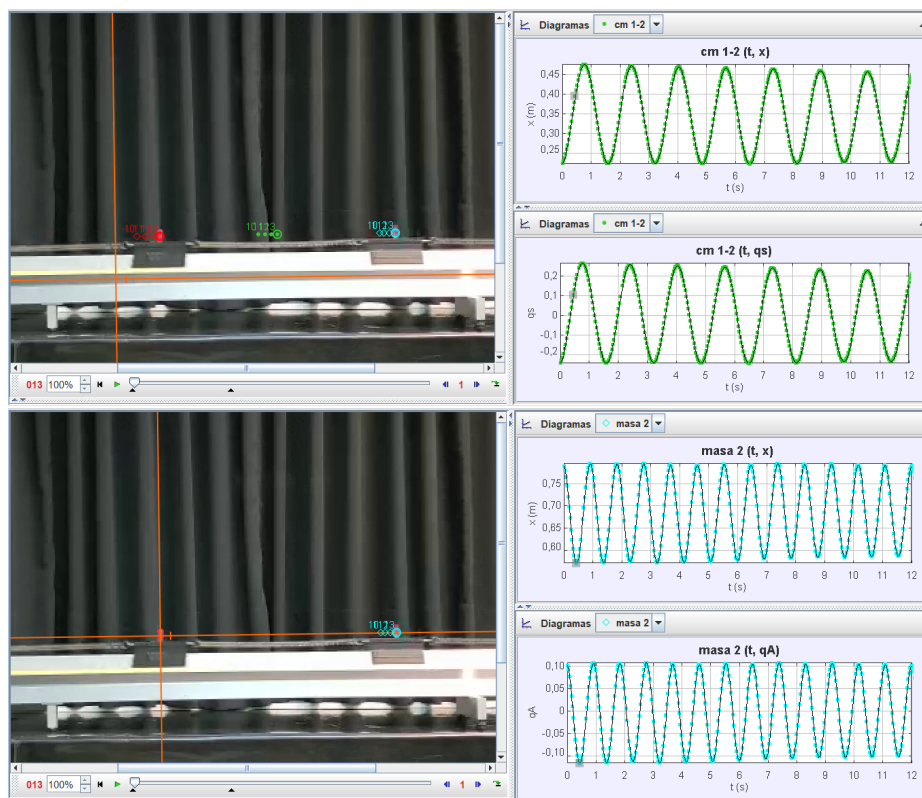 Diagramas cm 1-2
cm 1-2 (t, x)
x (m)
0,45
0,40
0,35
0,30
0,25
0 1 2 3 4 5 6 7 8 9 10 11 12
t (s)
Diagramas cm 1-2
cm 1-2 (t, qs)
qs
0,2
0,1
0
-0,1
-0,2
0 1 2 3 4 5 6 7 8 9 10 11 12
t (s)
013 100% 1
Diagramas masa 2
masa 2 (t, x)
x (m)
0,75
0,70
0,65
0,60
0 1 2 3 4 5 6 7 8 9 10 11 12
t (s)
Diagramas masa 2
masa 2 (t, qA)
qA
0,10
0,05
0
-0,05
-0,10
0 1 2 3 4 5 6 7 8 9 10 11 12
t (s)
013 100% 1